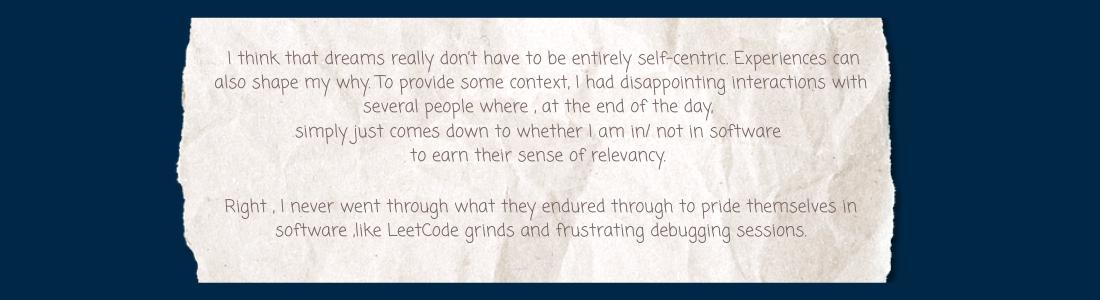 I think that dreams really don't have to be entirely self-centric. Experiences can
also shape my why. To provide some context, I had disappointing interactions with
several people where , at the end of the day,
simply just comes down to whether I am in/ not in software
to earn their sense of relevancy.
Right , I never went through what they endured through to pride themselves in
software ,like LeetCode grinds and frustrating debugging sessions.